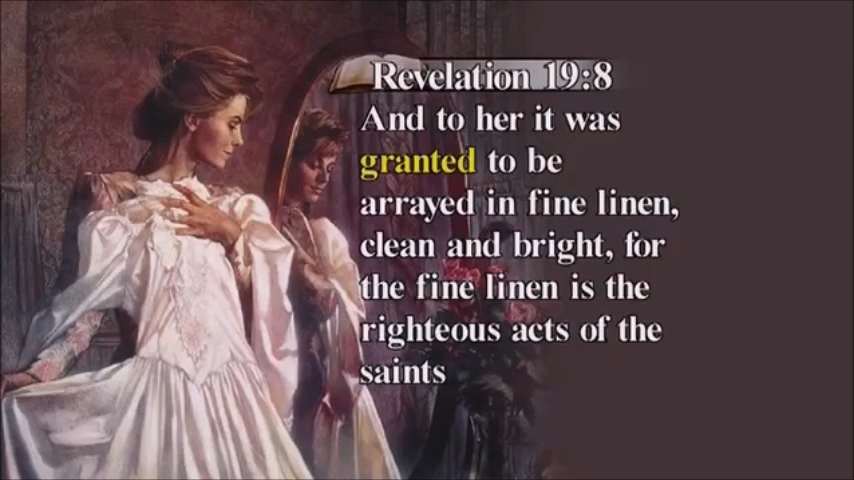 Revelation 19:8
And to her it was
granted to be
arrayed in fine linen,
clean and bright, for
the fine linen is the
righteous acts of the
saints